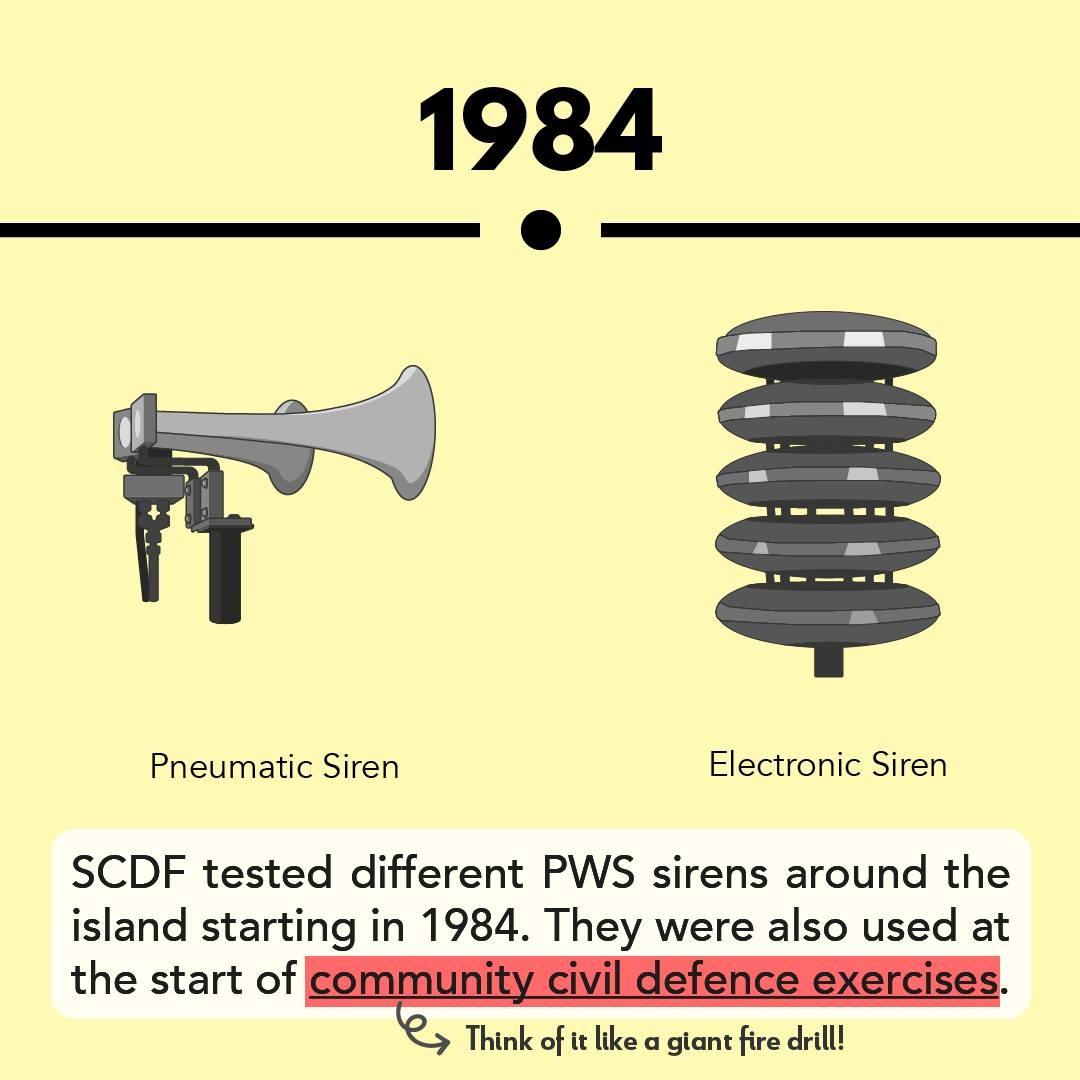 1984
Pneumatic Siren
Electronic Siren
SCDF tested different PWS sirens around the
island starting in 1984. They were also used at
the start of community civil defence exercises.
Think of it like a giant fire drill!